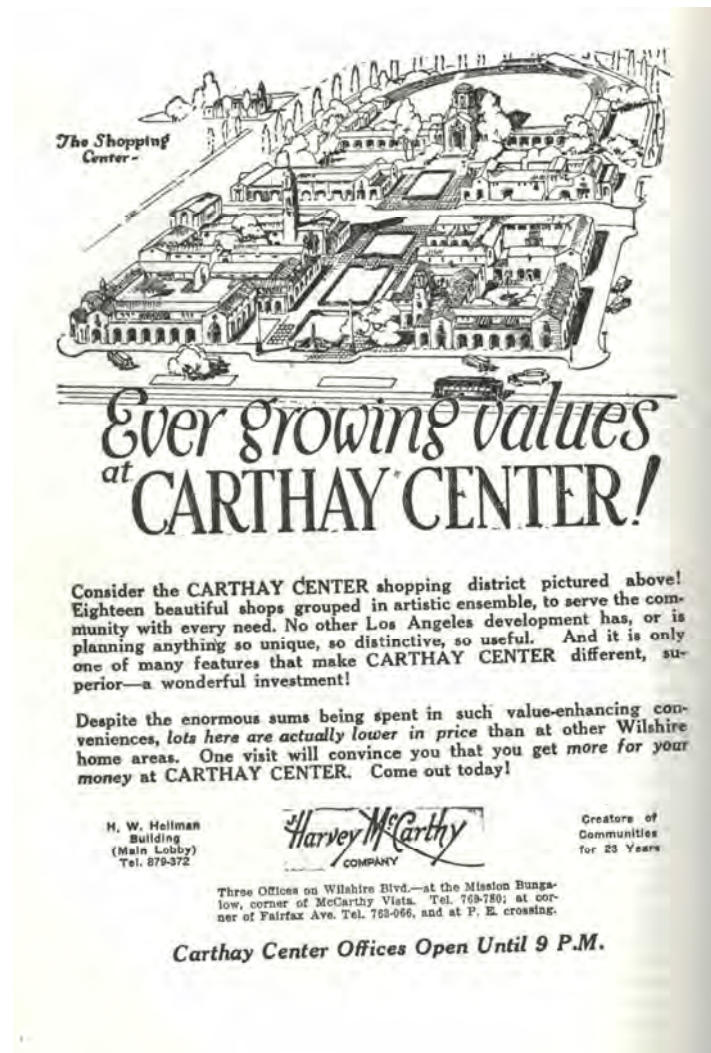 The Shopping
Center-
Ever growing values
at CARTHAY CENTER!
Consider the CARTHAY CENTER shopping district pictured above!
Eighteen beautiful shops grouped in artistic ensemble, to serve the com-
munity with every need. No other Los Angeles development has, or is
planning anything so unique, so distinctive, so useful. And it is only
one of many features that make CARTHAY CENTER different, su-
perior—a wonderful investment!
Despite the enormous sums being spent in such value-enhancing con-
veniences, lots here are actually lower in price than at other Wilshire
home areas. One visit will convince you that you get more for your
money at CARTHAY CENTER. Come out today!
H. W. Hellman
Building
(Main Lobby)
Tel. 879-372
J Harvey McCarthy
COMPANY
Creators of
Communities
for 23 Years
Three Offices on Wilshire Blvd.—at the Mission Bunga-
low, corner of McCarthy Vista. Tel. 769-780; at cor-
ner of Fairfax Ave. Tel. 763-066, and at P. E. crossing.
Carthay Center Offices Open Until 9 P.M.